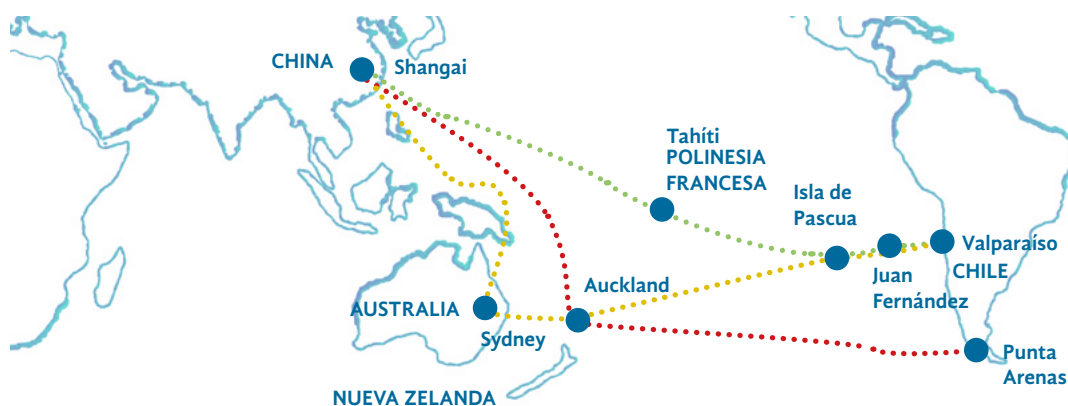 CHINA
Shangai
Tahíti
POLINESIA
FRANCESA
Isla de
Pascua
Valparaíso
CHILE
Juan
Fernández
Auckland
AUSTRALIA
Sydney
Punta
Arenas
NUEVA ZELANDA